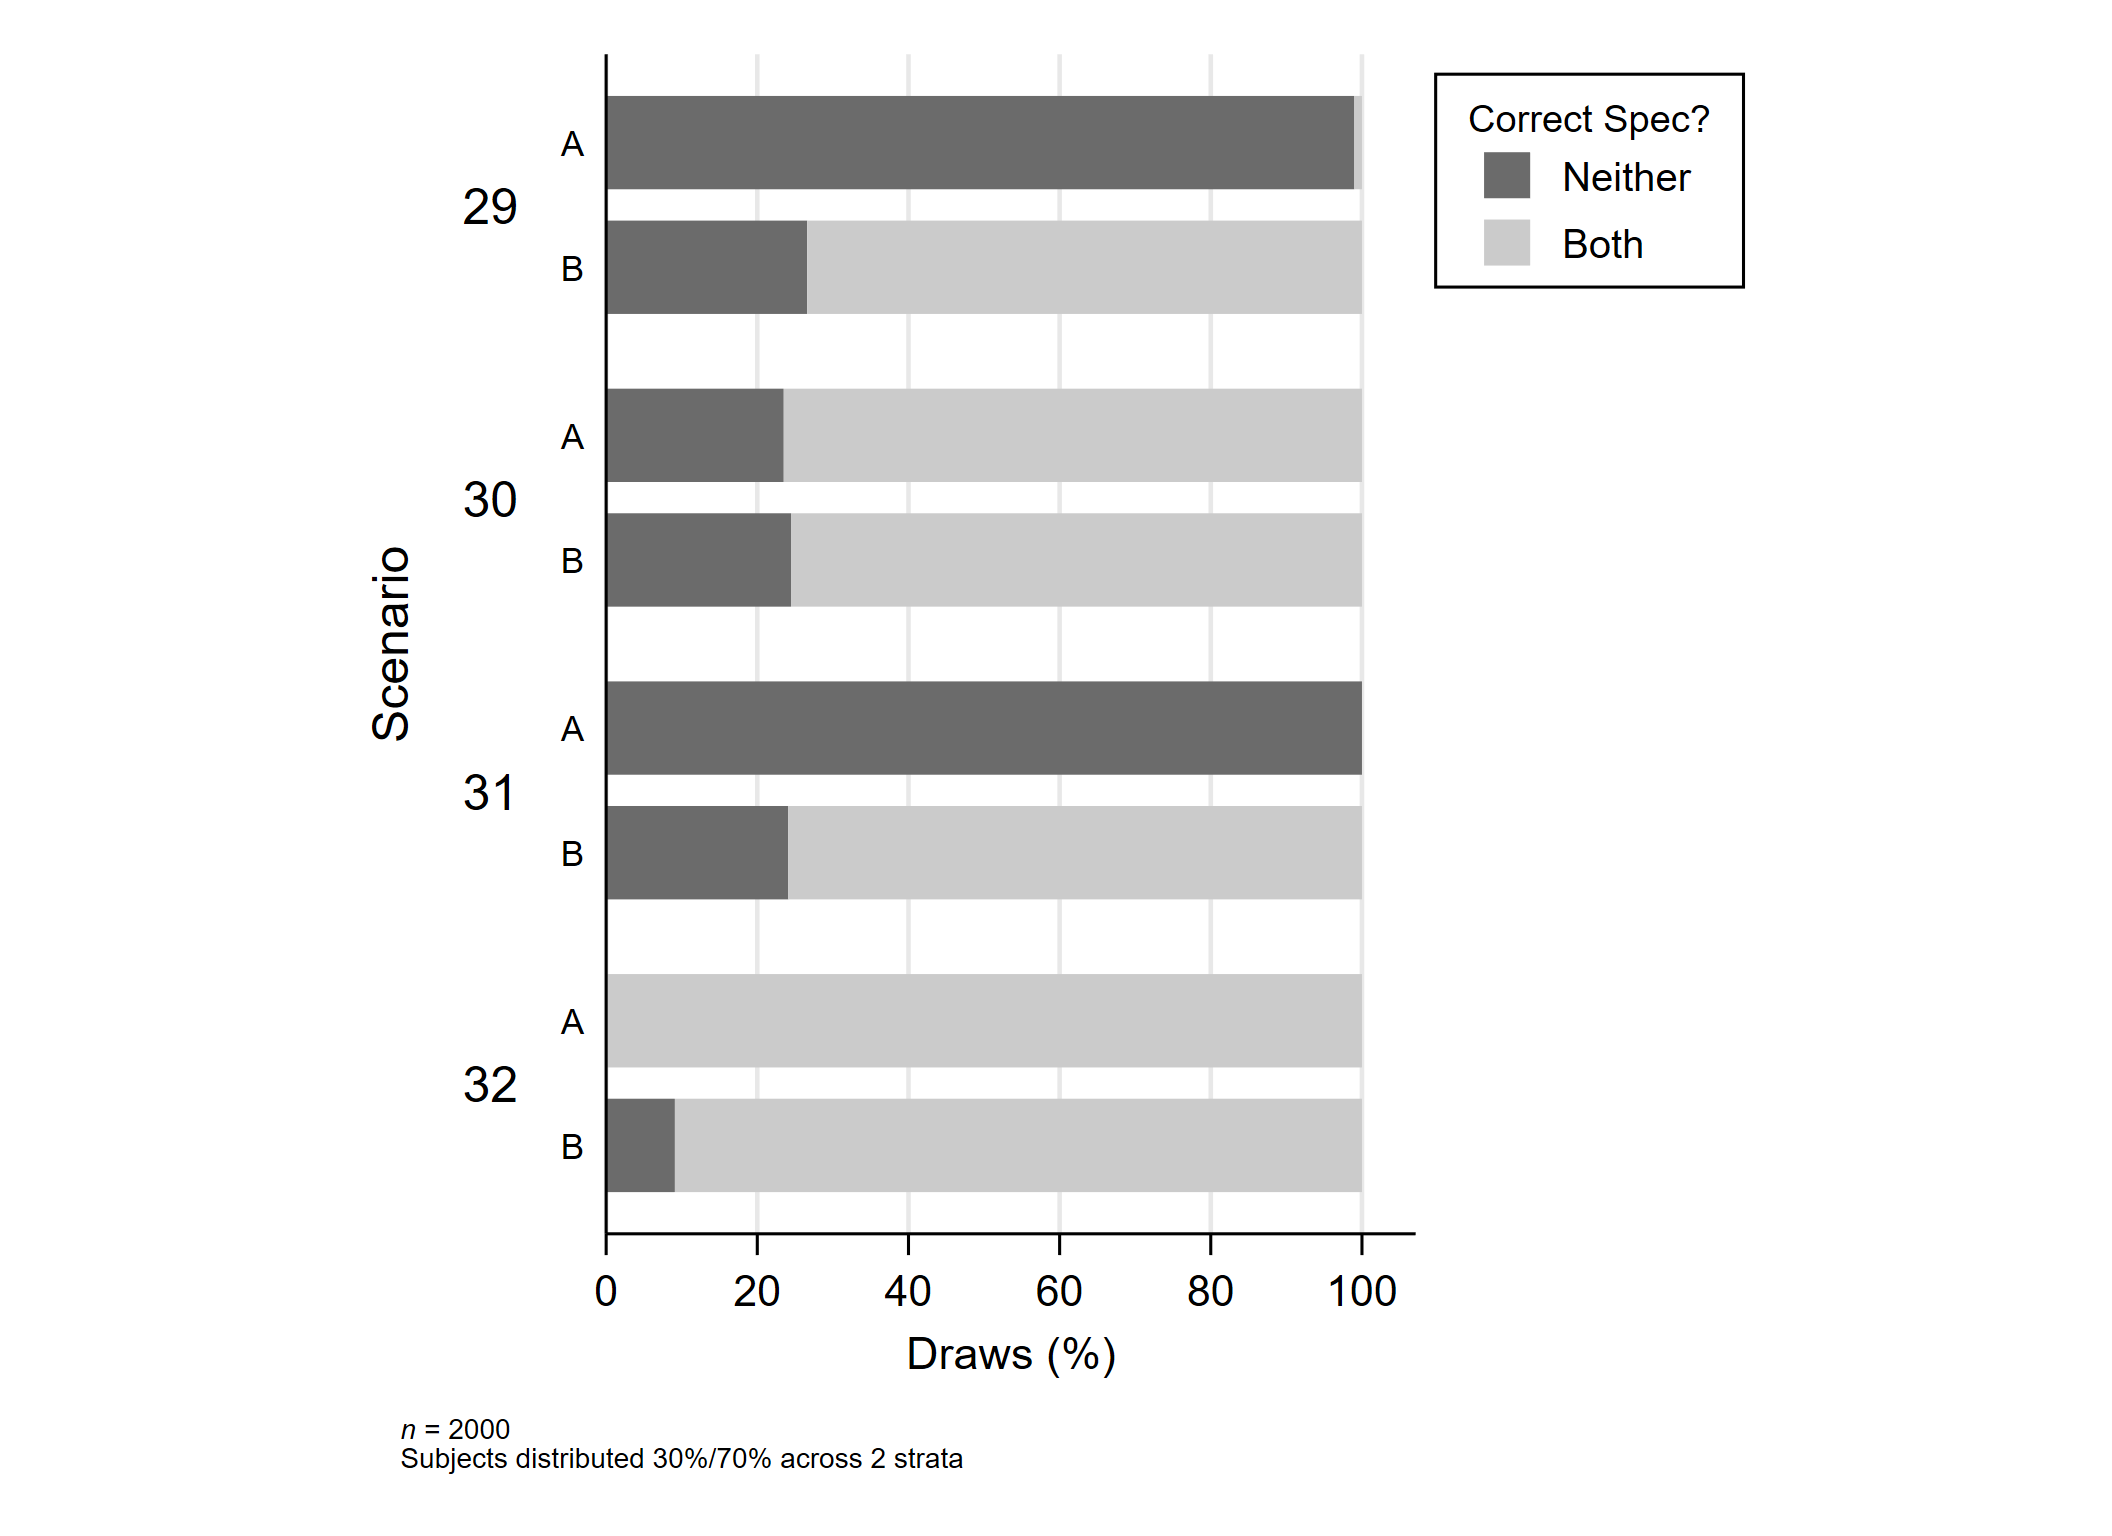 Correct Spec?
Neither
Both
Scenario
29
A
B
30
A
B
31
A
B
32
A
B
0 20 40 60 80 100
Draws (%)
n = 2000
Subjects distributed 30%/70% across 2 strata